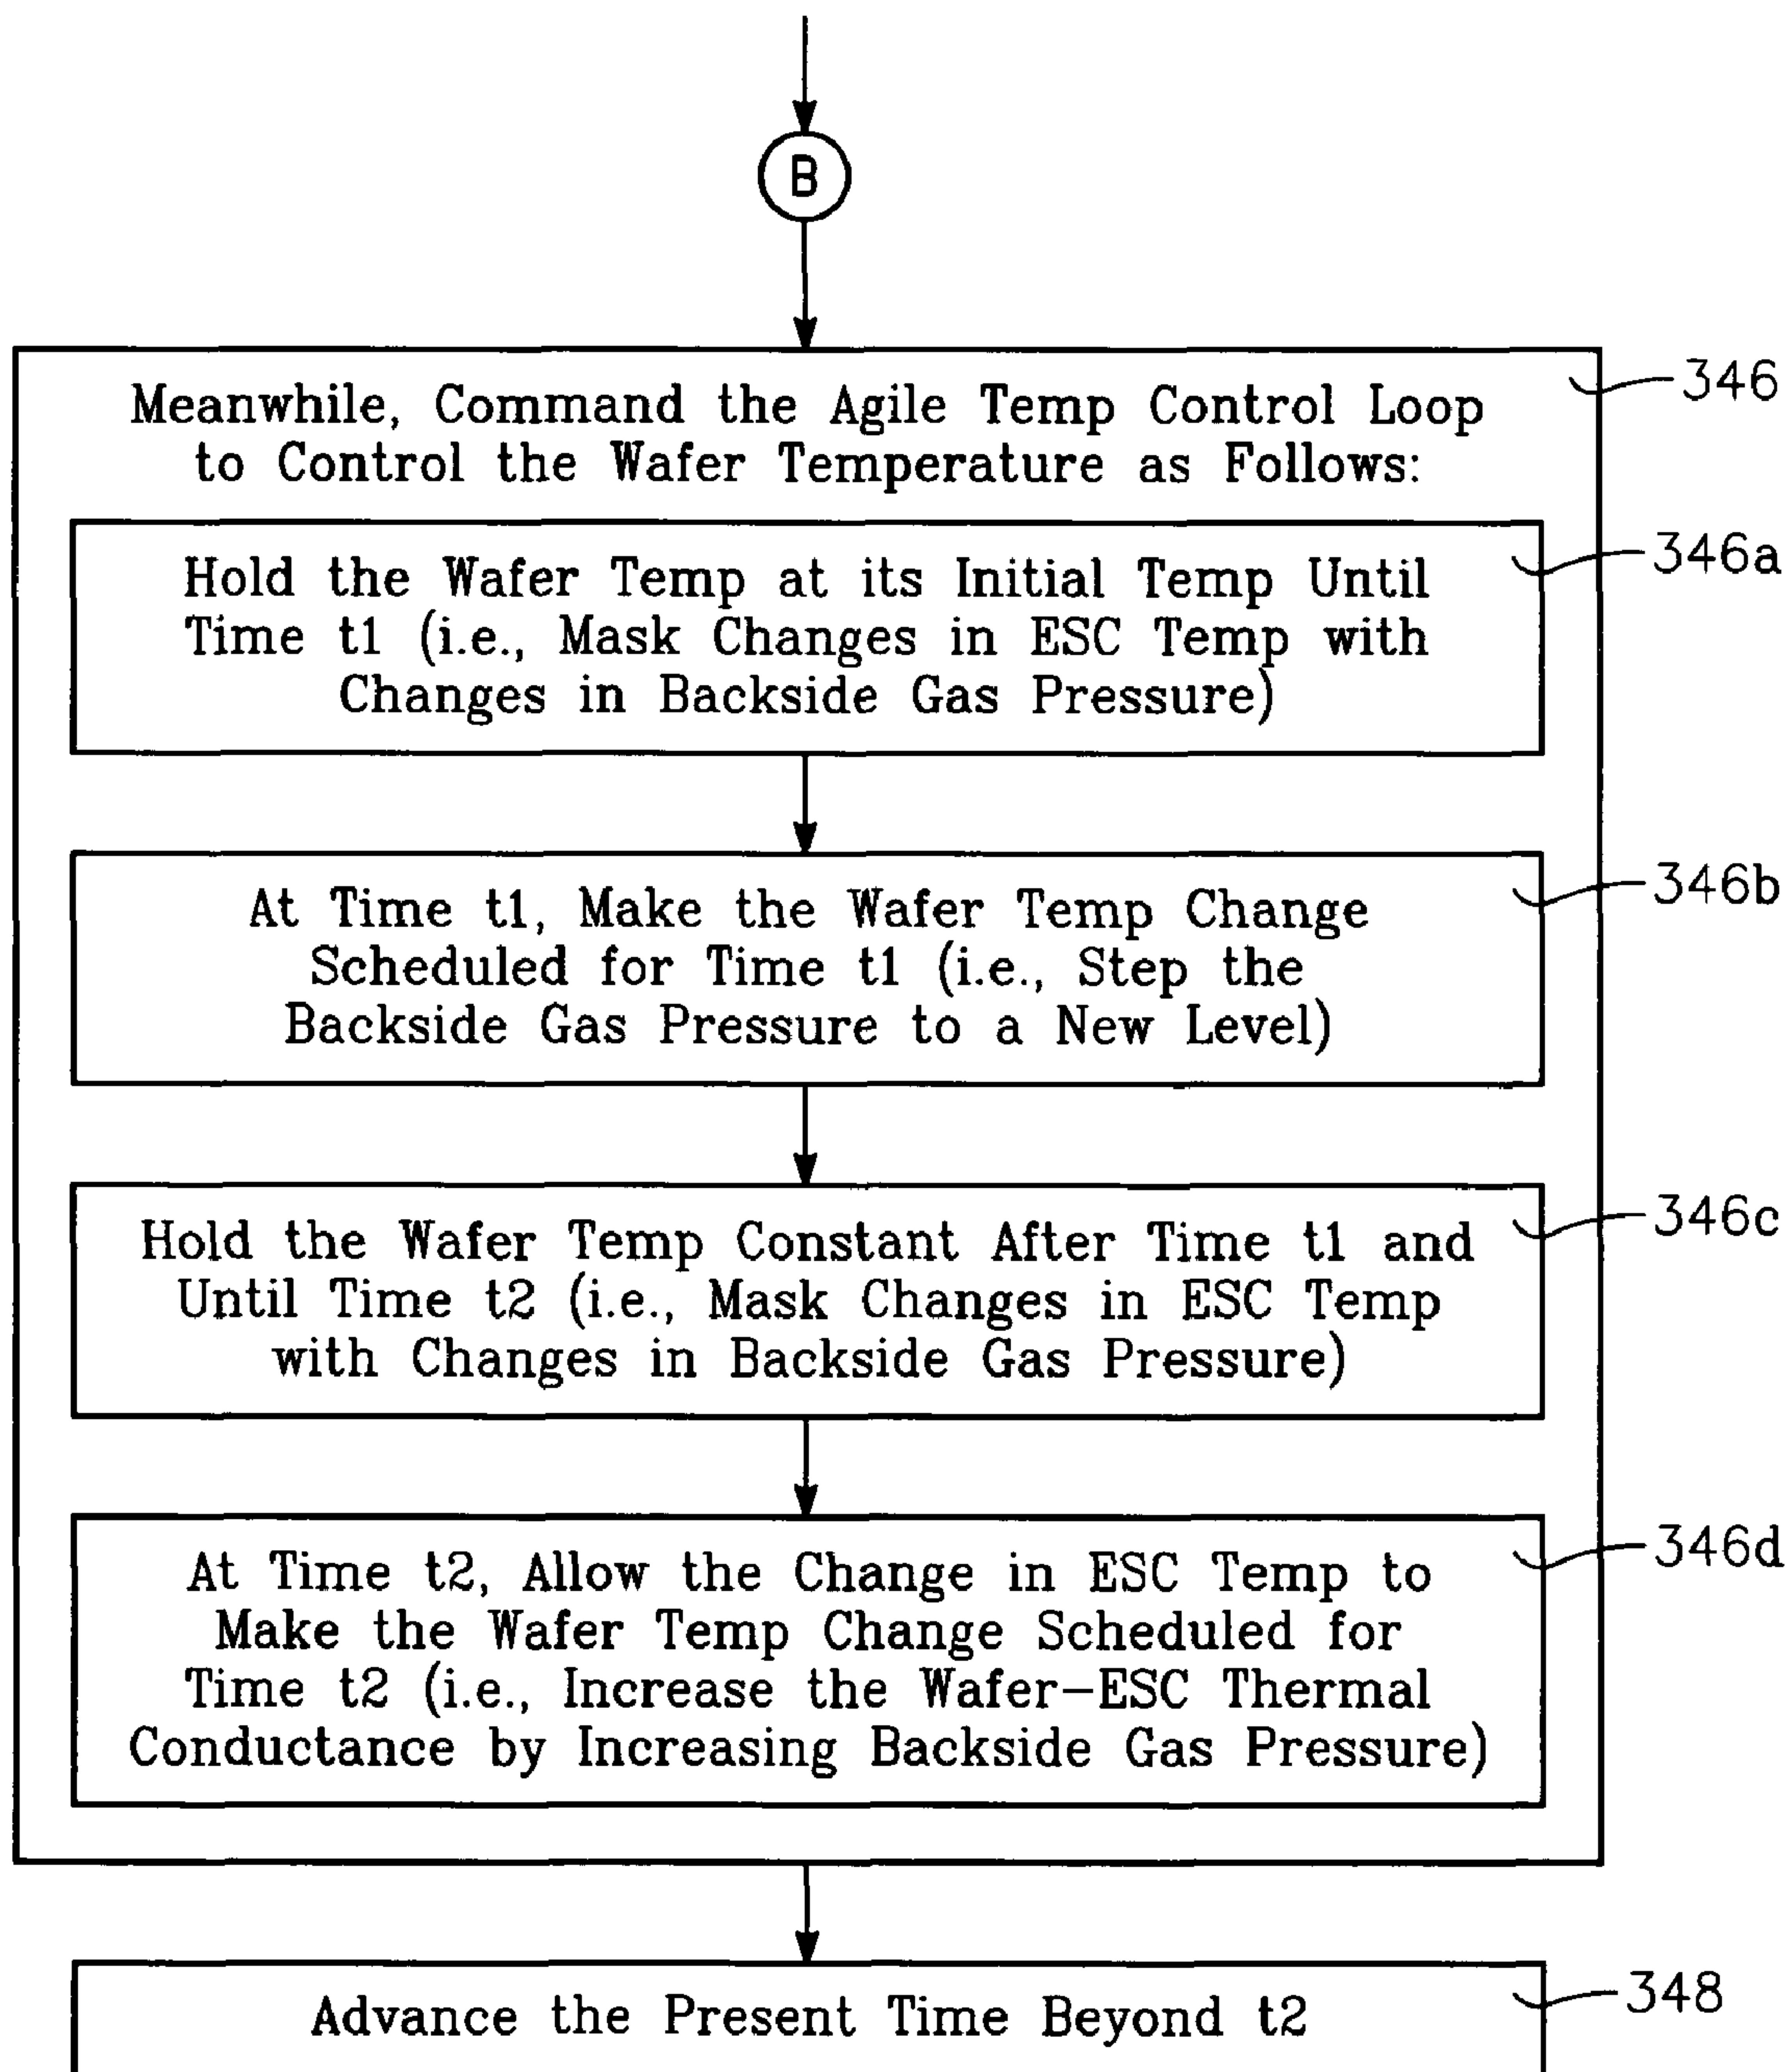 B
346
Meanwhile, Command the Agile Temp Control Loop
to Control the Wafer Temperature as Follows:
346a
Hold the Wafer Temp at its Initial Temp Until
Time t1 (i.e., Mask Changes in ESC Temp with
Changes in Backside Gas Pressure)
346b
At Time t1, Make the Wafer Temp Change
Scheduled for Time t1 (i.e., Step the
Backside Gas Pressure to a New Level)
346c
Hold the Wafer Temp Constant After Time t1 and
Until Time t2 (i.e., Mask Changes in ESC Temp
with Changes in Backside Gas Pressure)
346d
At Time t2, Allow the Change in ESC Temp to
Make the Wafer Temp Change Scheduled for
Time t2 (i.e., Increase the Wafer-ESC Thermal
Conductance by Increasing Backside Gas Pressure)
348
Advance the Present Time Beyond t2